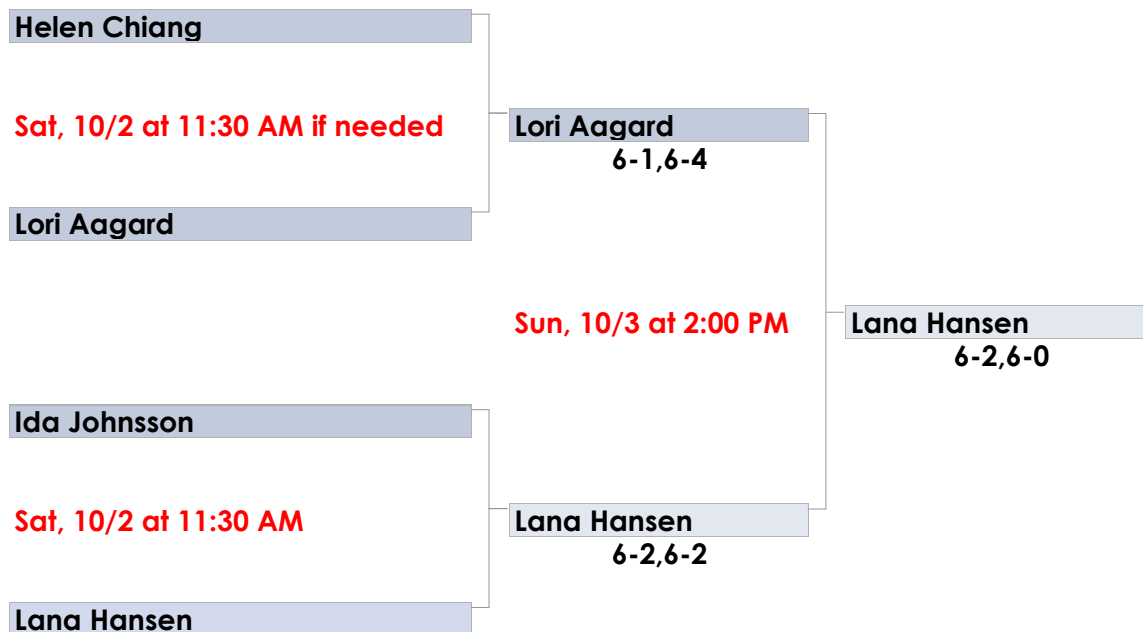 Helen Chiang
Sat, 10/2 at 11:30 AM if needed
Lori Aagard
6-1,6-4
Lori Aagard
Sun, 10/3 at 2:00 PM
Lana Hansen
6-2,6-0
Ida Johnsson
Sat, 10/2 at 11:30 AM
Lana Hansen
6-2,6-2
Lana Hansen